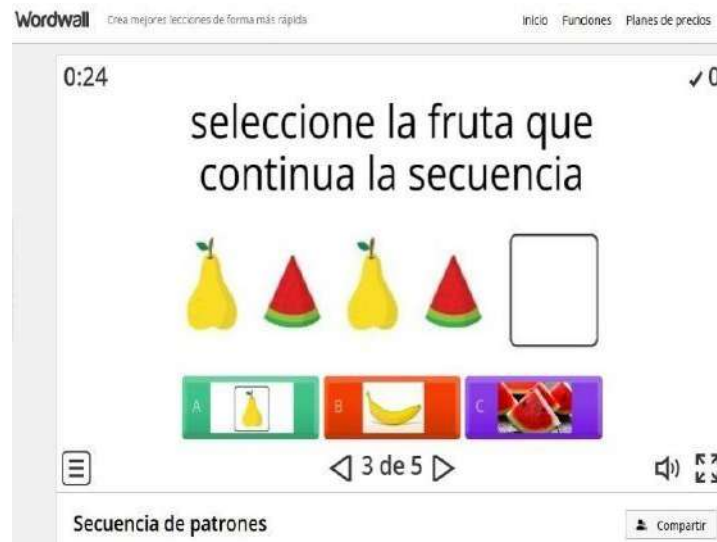 Wordwall Crea mejores lecciones de forma más rápida Inicio Funciones Planes de precios
0:24 ✓ 0
seleccione la fruta que
continua la secuencia
A B C
3 de 5
Secuencia de patrones Compartir